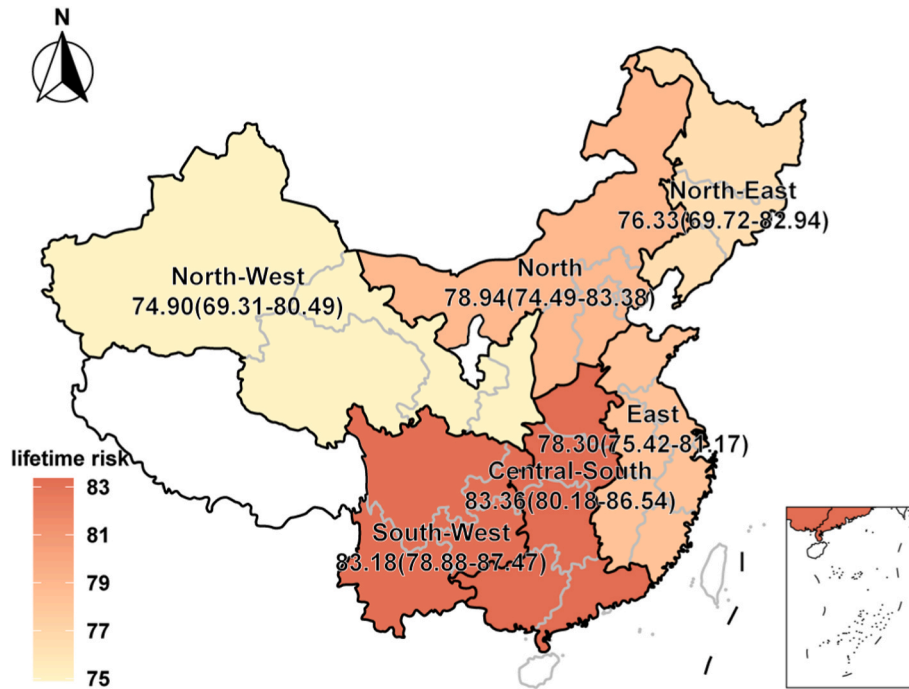 N
North-East
76.33(69.72-82.94)
North
78.94(74.49-83.38)
North-West
74.90(69.31-80.49)
East
78.30(75.42-81.17)
Central-South
83.36(80.18-86.54)
South-West
83.18(78.88-87.47)
lifetime risk
83
81
79
77
75